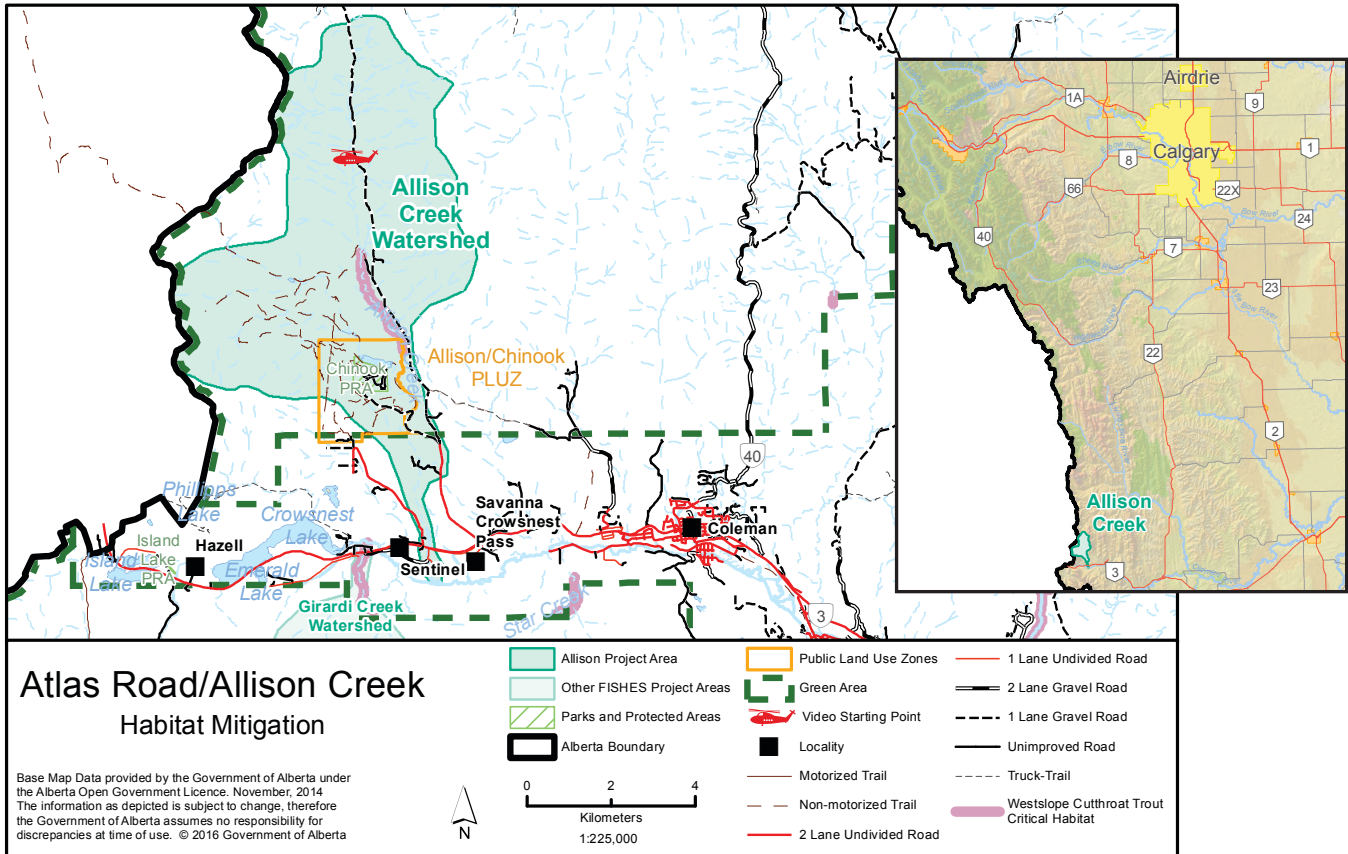 Allison
Creek
Watershed
Allison/Chinook
PLUZ
Chinook
PRA
40
Phillipps
Lake
Crowsnest
Lake
Savanna
Crowsnest
Pass
Coleman
Hazell
Island
Lake
PRA
Island
Lake
Emerald
Lake
Sentinel
Girardi Creek
Watershed
Star Creek
3
Airdrie
1A
9
Calgary
1
8
66
22X
Bow River
24
40
7
23
22
2
Allison
Creek
3
Atlas Road/Allison Creek
Habitat Mitigation
Base Map Data provided by the Government of Alberta under
the Alberta Open Government Licence. November, 2014
The information as depicted is subject to change, therefore
the Government of Alberta assumes no responsibility for
discrepancies at time of use. © 2016 Government of Alberta
N
Allison Project Area
Other FISHES Project Areas
Parks and Protected Areas
Alberta Boundary
0 2 4
Kilometers
1:225,000
Public Land Use Zones
Green Area
Video Starting Point
Locality
Motorized Trail
Non-motorized Trail
2 Lane Undivided Road
1 Lane Undivided Road
2 Lane Gravel Road
1 Lane Gravel Road
Unimproved Road
Truck-Trail
Westslope Cutthroat Trout
Critical Habitat